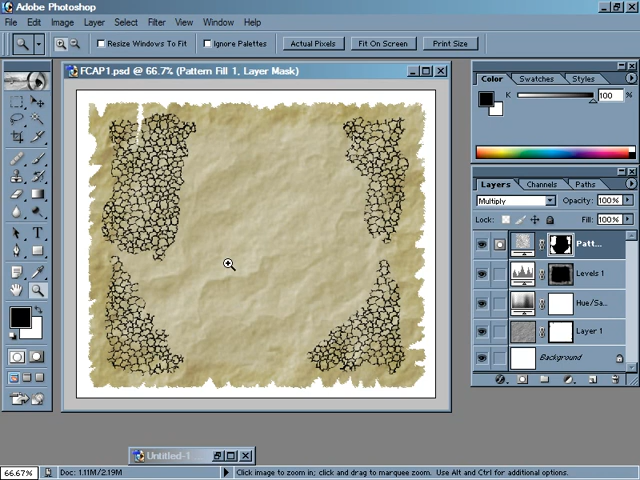 Adobe Photoshop
File Edit Image Layer Select Filter View Window Help
Resize Windows To Fit Ignore Palettes Actual Pixels Fit On Screen Print Size
FCAP1.psd @ 66.7% (Pattern Fill 1, Layer Mask)
Color Swatches Styles
K 100 %
Layers Channels Paths
Multiply Opacity: 100%
Lock: Fill: 100%
Patt...
Levels 1
Hue/Sa...
Layer 1
Background
T
Untitled-1
66.67% Doc: 1.11M/2.19M Click image to zoom in; click and drag to marquee zoom. Use Alt and Ctrl for additional options.